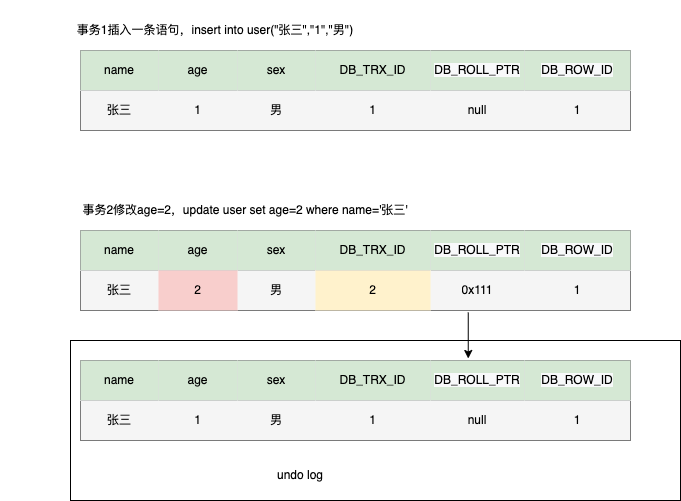 事务1插入一条语句，insert into user("张三","1","男")
name age sex DB_TRX_ID DB_ROLL_PTR DB_ROW_ID
张三 1 男 1 null 1
事务2修改age=2，update user set age=2 where name='张三'
name age sex DB_TRX_ID DB_ROLL_PTR DB_ROW_ID
张三 2 男 2 0x111 1
name age sex DB_TRX_ID DB_ROLL_PTR DB_ROW_ID
张三 1 男 1 null 1
undo log